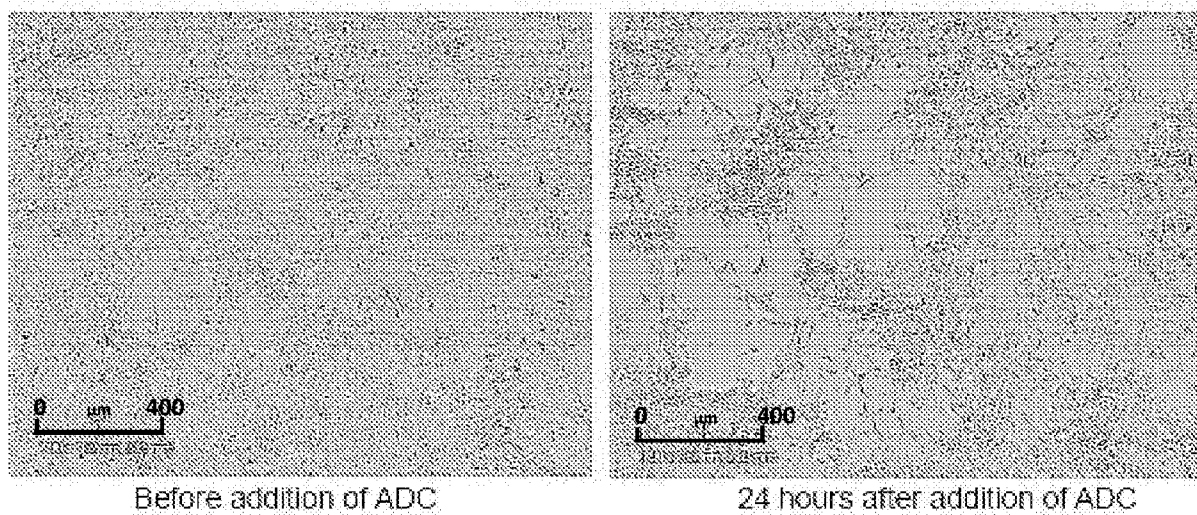 0 μm 400
0 μm 400
Before addition of ADC
24 hours after addition of ADC